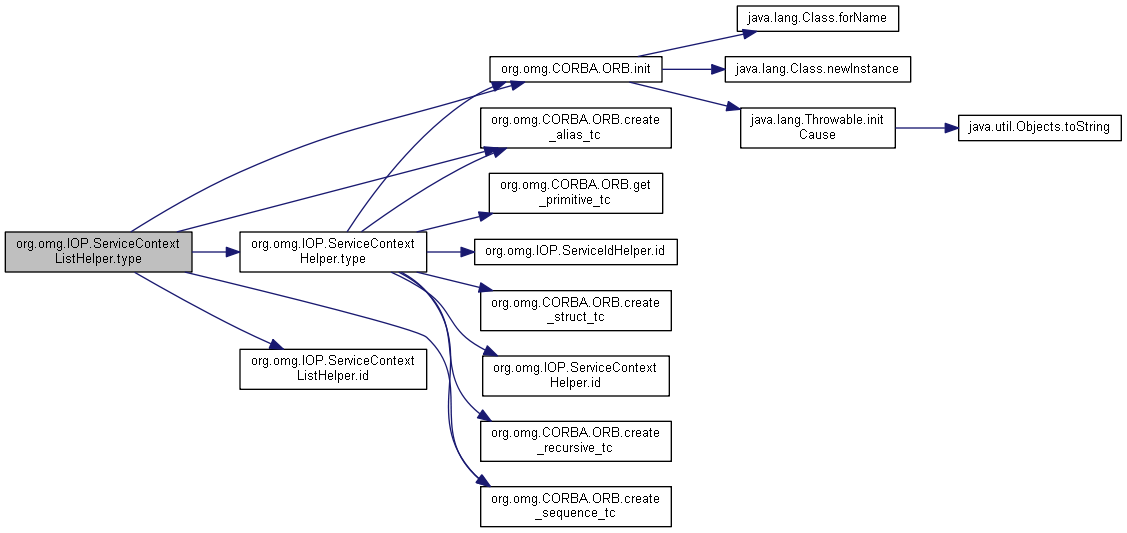 java.lang.Class.forName
org.omg.CORBA.ORB.init
java.lang.Class.newInstance
org.omg.CORBA.ORB.create
_alias_tc
java.lang.Throwable.init
Cause
java.util.Objects.toString
org.omg.CORBA.ORB.get
_primitive_tc
org.omg.IOP.ServiceContext
ListHelper.type
org.omg.IOP.ServiceContext
Helper.type
org.omg.IOP.ServiceIdHelper.id
org.omg.CORBA.ORB.create
_struct_tc
org.omg.IOP.ServiceContext
ListHelper.id
org.omg.IOP.ServiceContext
Helper.id
org.omg.CORBA.ORB.create
_recursive_tc
org.omg.CORBA.ORB.create
_sequence_tc